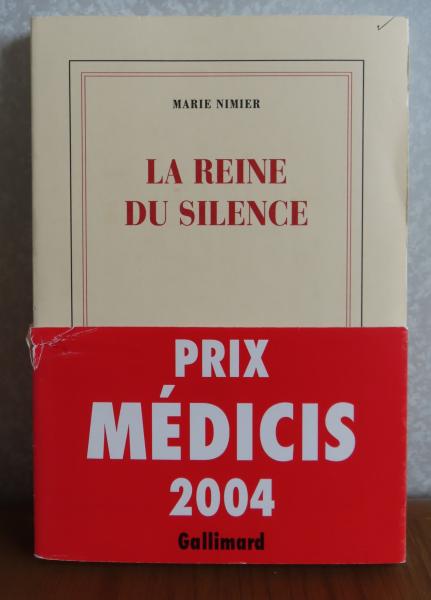 MARIE NIMIER
LA REINE
DU SILENCE
PRIX
MÉDICIS
2004
Gallimard